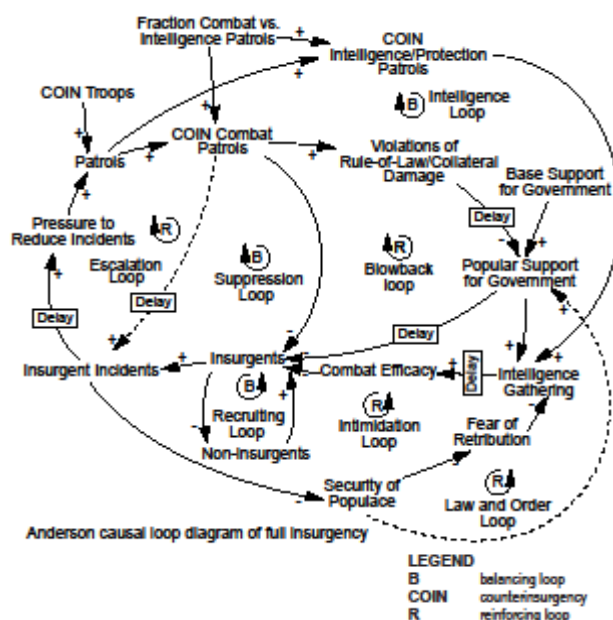 Fraction Combat vs.
Intelligence Patrols
+
COIN
Intelligence/Protection
Patrols
+
COIN Troops
+
B
Intelligence
Loop
+
COIN Combat
Patrols
+
Patrols
+
+
Violations of
Rule-of-Law/Collateral
Damage
Base Support
for Government
+
Pressure to
Reduce Incidents
R
Delay
-
+
Escalation
Loop
B
Suppression
Loop
R
Blowback
loop
Popular Support
for Government
+
Delay
Delay
+
-
Delay
+
+
+
Insurgent Incidents
+
Insurgents
-
Combat Efficacy
+
Delay
Intelligence
Gathering
B
+
-
Recruiting
Loop
R
Intimidation
Loop
Fear of
Retribution
-
Non-Insurgents
-
Security of
Populace
-
R
Law and Order
Loop
Anderson causal loop diagram of full Insurgency
LEGEND
B balancing loop
COIN counterinsurgency
R reinforcing loop